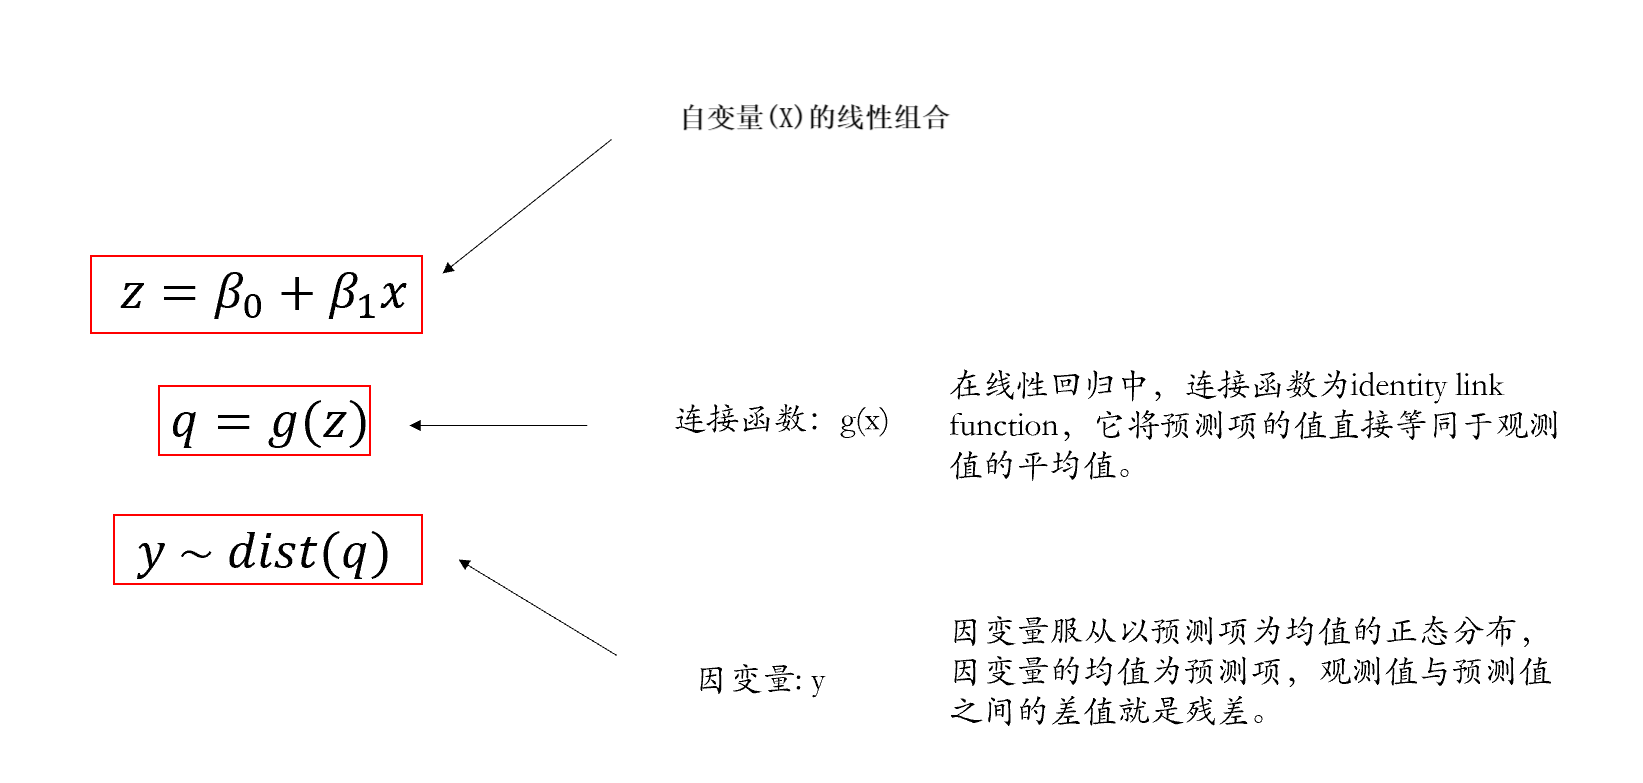 自变量(X)的线性组合
z = β₀ + β₁x
q = g(z)
连接函数：g(x)
在线性回归中，连接函数为identity link
function，它将预测项的值直接等同于观测
值的平均值。
y ~ dist(q)
因变量: y
因变量服从以预测项为均值的正态分布，
因变量的均值为预测项，观测值与预测值
之间的差值就是残差。